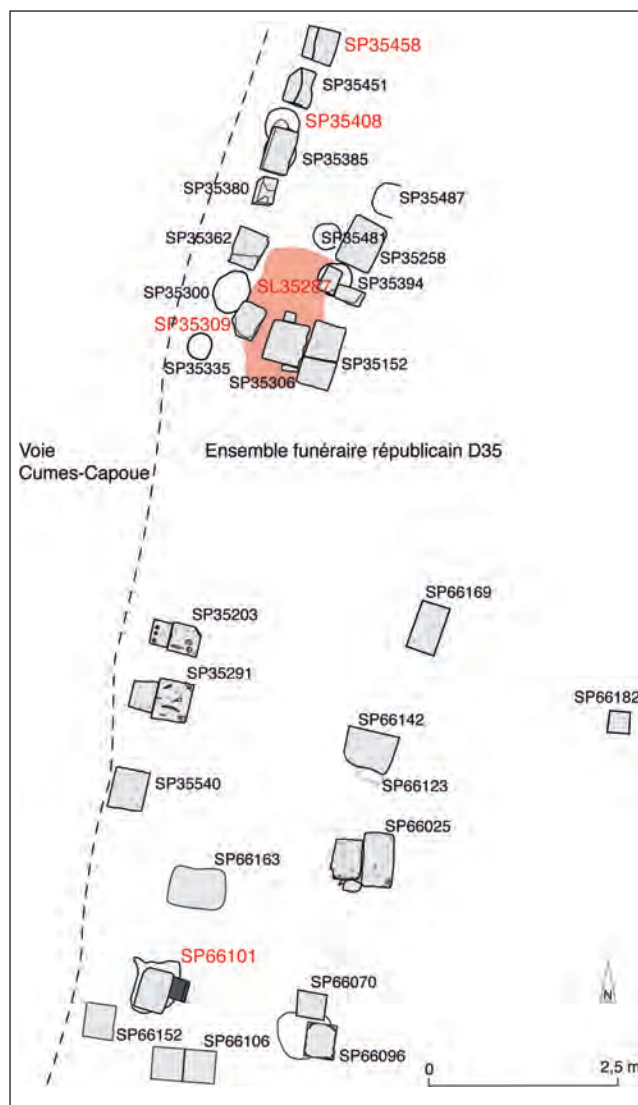 SP35458
SP35451
SP35408
SP35385
SP35380
SP35487
SP35362
SP35481
SP35258
SP35394
SP35300
SL35287
SP35309
SP35335
SP35306
SP35152
Voie
Cumes-Capoue
Ensemble funéraire républicain D35
SP35203
SP66169
SP35291
SP66182
SP66142
SP35540
SP66123
SP66025
SP66163
SP66101
SP66070
N
SP66152
SP66106
SP66096
0
2,5 m